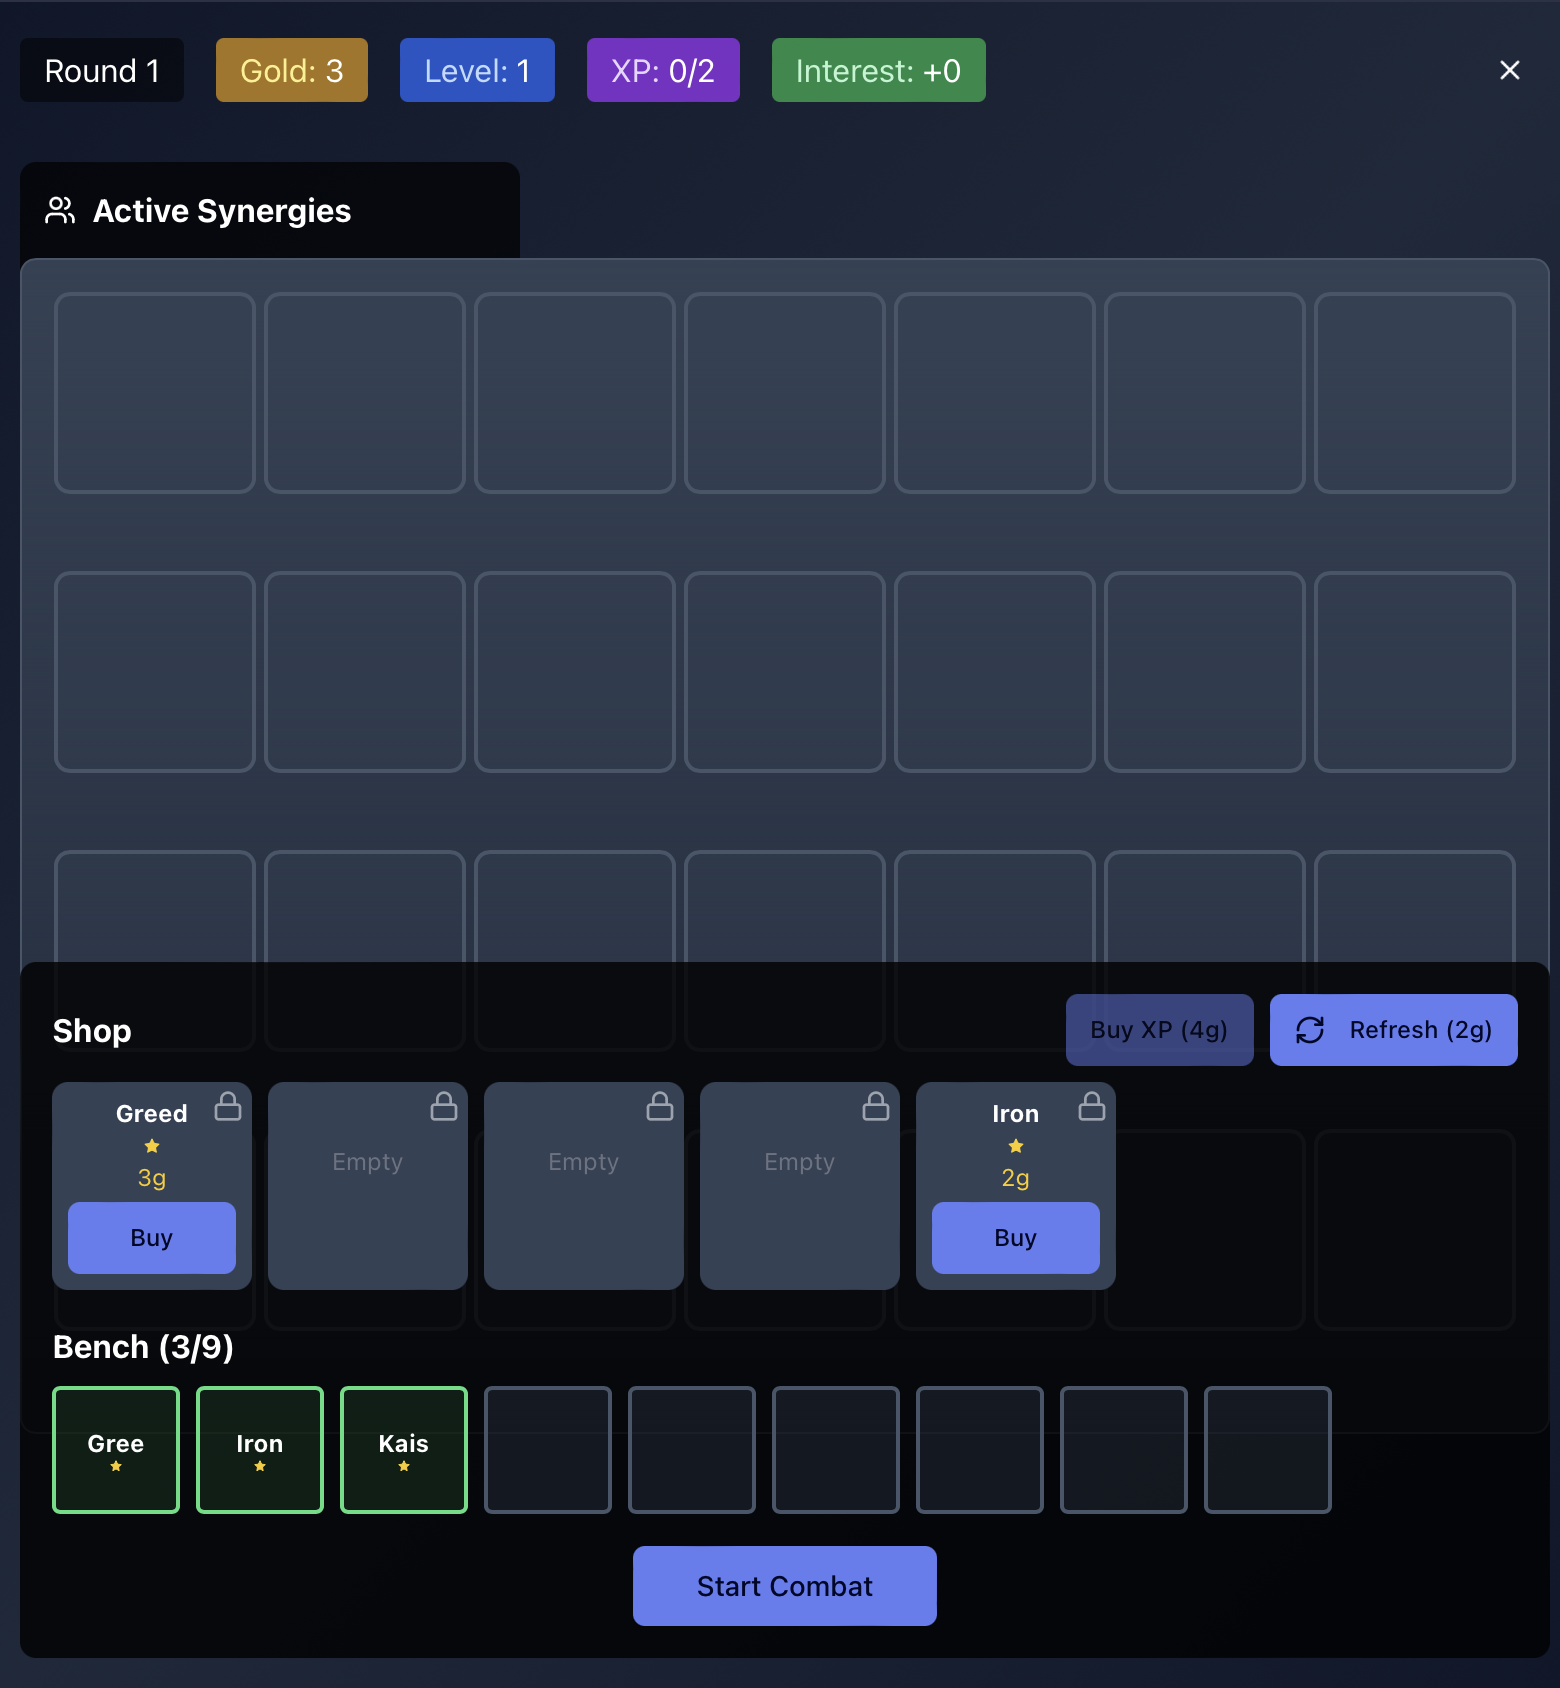 Round 1
Gold: 3
Level: 1
XP: 0/2
Interest: +0
Active Synergies
Shop
Buy XP (4g)
Refresh (2g)
Greed
3g
Buy
Empty
Empty
Empty
Iron
2g
Buy
Bench (3/9)
Gree
Iron
Kais
Start Combat